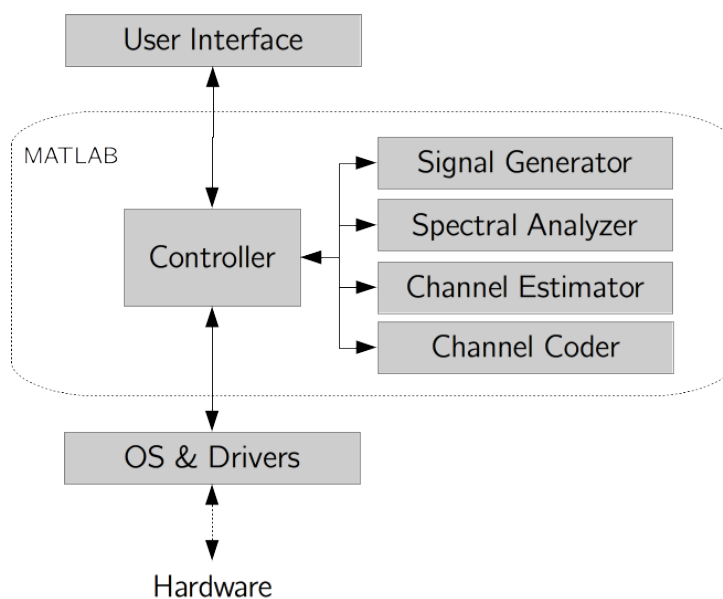 User Interface
MATLAB
Signal Generator
Spectral Analyzer
Controller
Channel Estimator
Channel Coder
OS & Drivers
Hardware